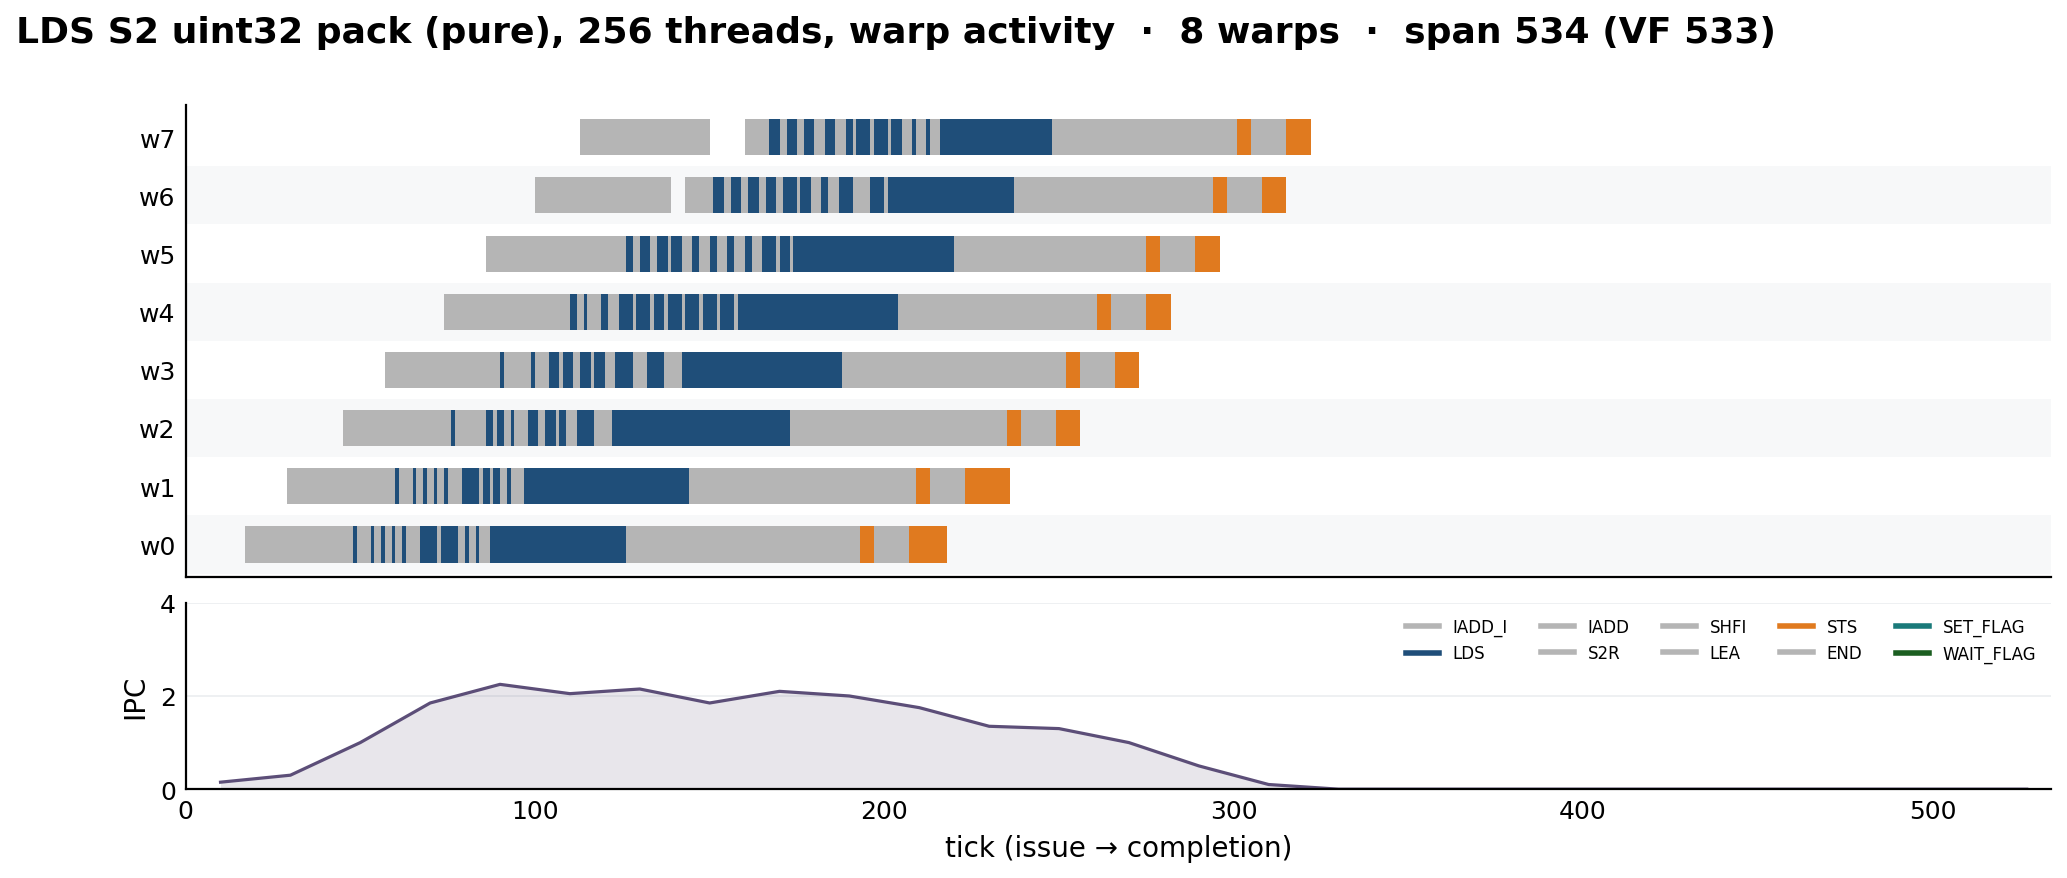 LDS S2 uint32 pack (pure), 256 threads, warp activity · 8 warps · span 534 (VF 533)
w7
w6
w5
w4
w3
w2
w1
w0
4
2
0
IPC
IADD_I
IADD
SHFI
STS
SET_FLAG
LDS
S2R
LEA
END
WAIT_FLAG
0 100 200 300 400 500
tick (issue → completion)